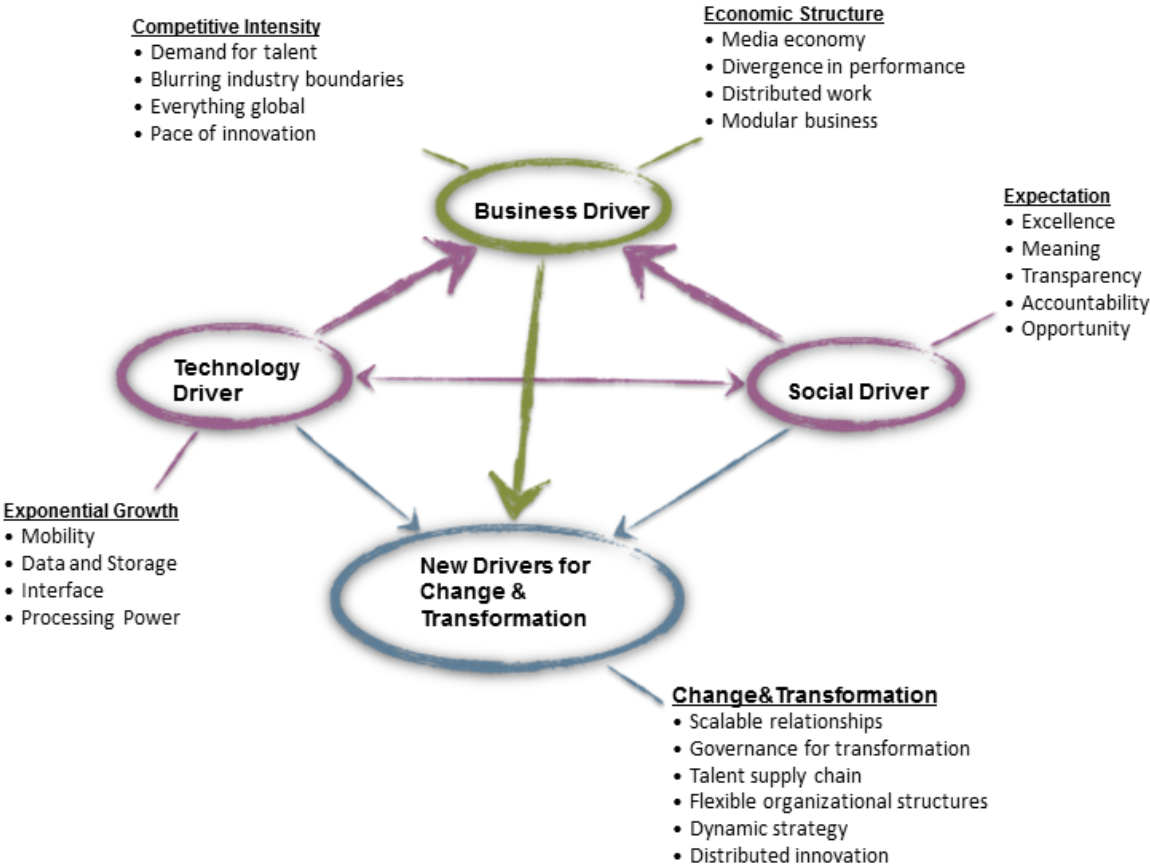 Competitive Intensity
• Demand for talent
• Blurring industry boundaries
• Everything global
• Pace of innovation
Economic Structure
• Media economy
• Divergence in performance
• Distributed work
• Modular business
Business Driver
Expectation
• Excellence
• Meaning
• Transparency
• Accountability
• Opportunity
Technology
Driver
Social Driver
Exponential Growth
• Mobility
• Data and Storage
• Interface
• Processing Power
New Drivers for
Change &
Transformation
Change&Transformation
• Scalable relationships
• Governance for transformation
• Talent supply chain
• Flexible organizational structures
• Dynamic strategy
• Distributed innovation